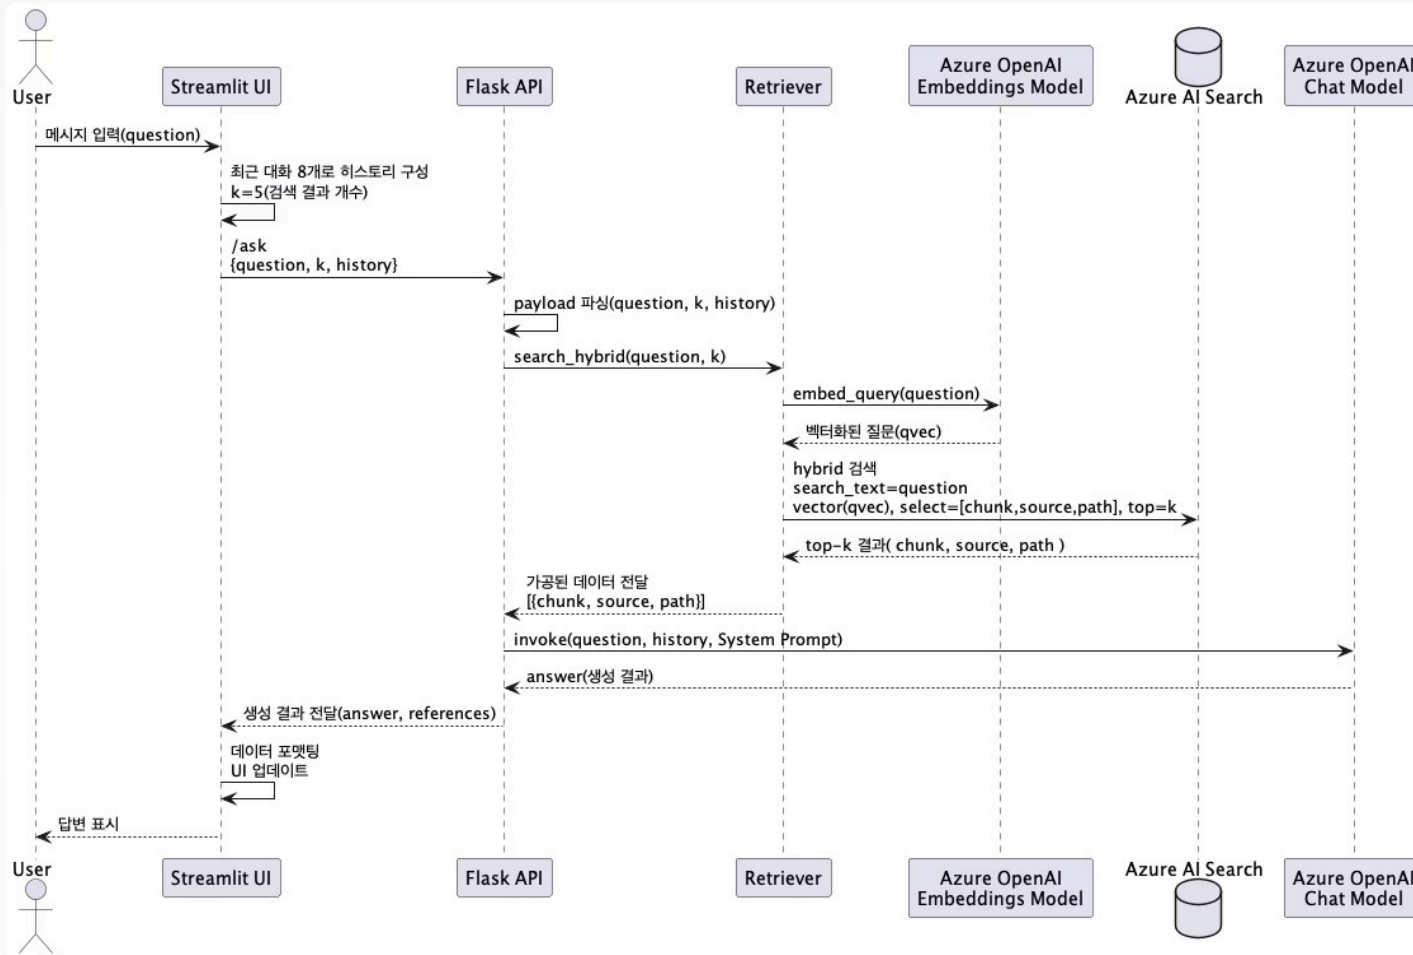 User
Streamlit UI
Flask API
Retriever
Azure OpenAI
Embeddings Model
Azure AI Search
Azure OpenAI
Chat Model
메시지 입력(question)
최근 대화 8개로 히스토리 구성
k=5(검색 결과 개수)
/ask
{question, k, history}
payload 파싱(question, k, history)
search_hybrid(question, k)
embed_query(question)
벡터화된 질문(qvec)
hybrid 검색
search_text=question
vector(qvec), select=[chunk,source,path], top=k
top-k 결과( chunk, source, path )
가공된 데이터 전달
[{chunk, source, path}]
invoke(question, history, System Prompt)
answer(생성 결과)
생성 결과 전달(answer, references)
데이터 포맷팅
UI 업데이트
답변 표시
User
Streamlit UI
Flask API
Retriever
Azure OpenAI
Embeddings Model
Azure AI Search
Azure OpenAI
Chat Model